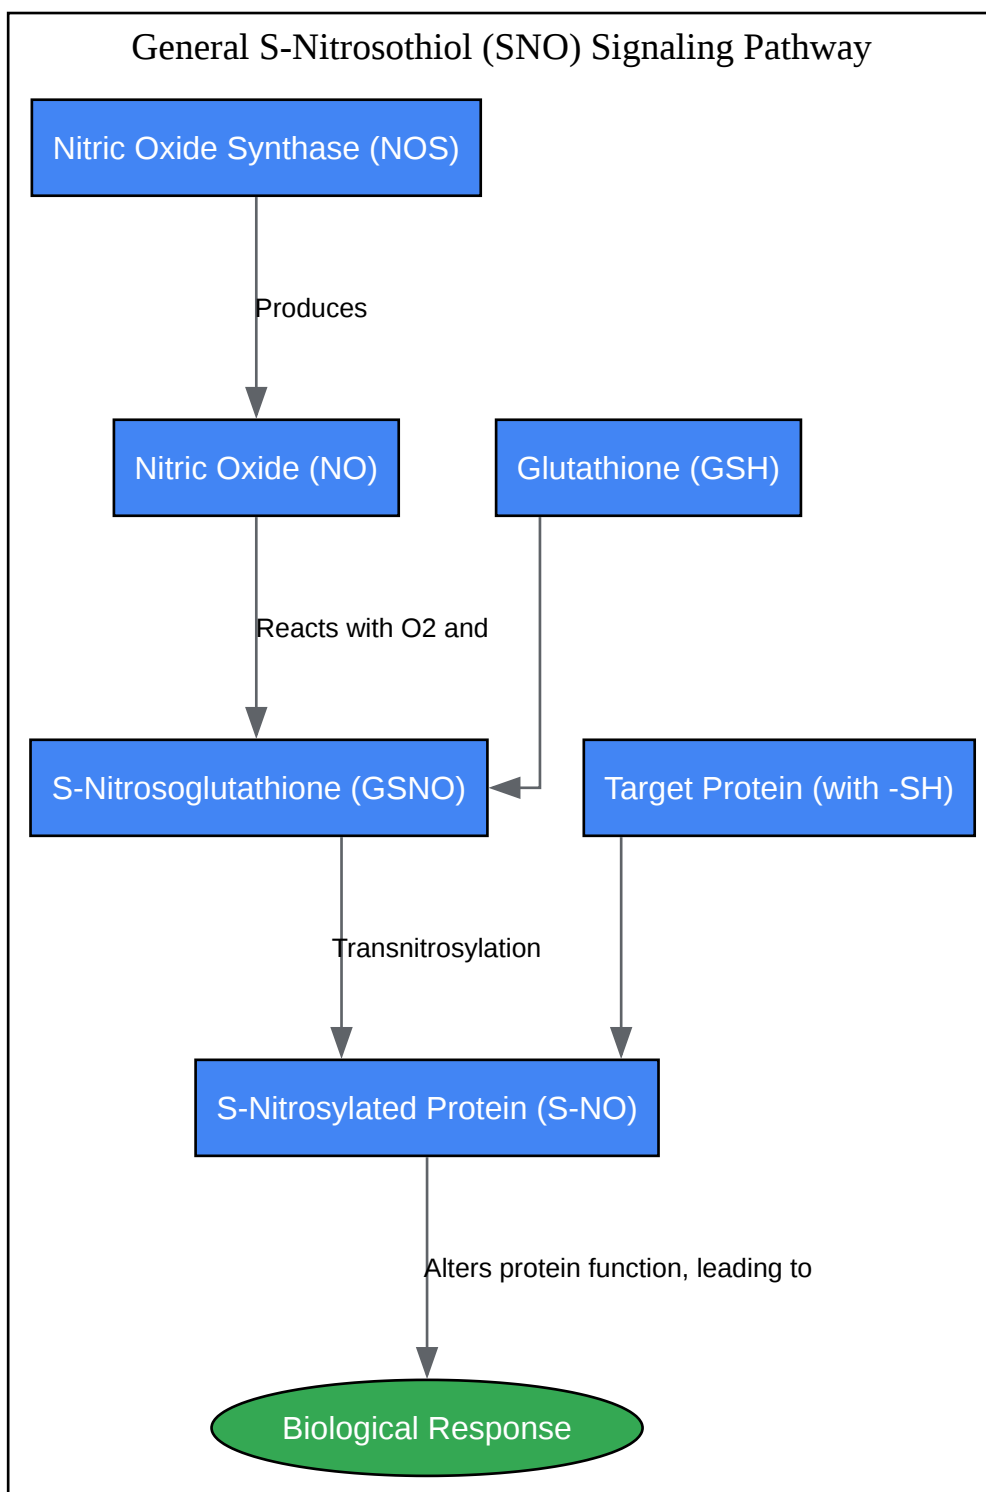 General S-Nitrosothiol (SNO) Signaling Pathway
Nitric Oxide Synthase (NOS)
Produces
Nitric Oxide (NO)
Glutathione (GSH)
Reacts with O2 and
S-Nitrosoglutathione (GSNO)
Target Protein (with -SH)
Transnitrosylation
S-Nitrosylated Protein (S-NO)
Alters protein function, leading to
Biological Response